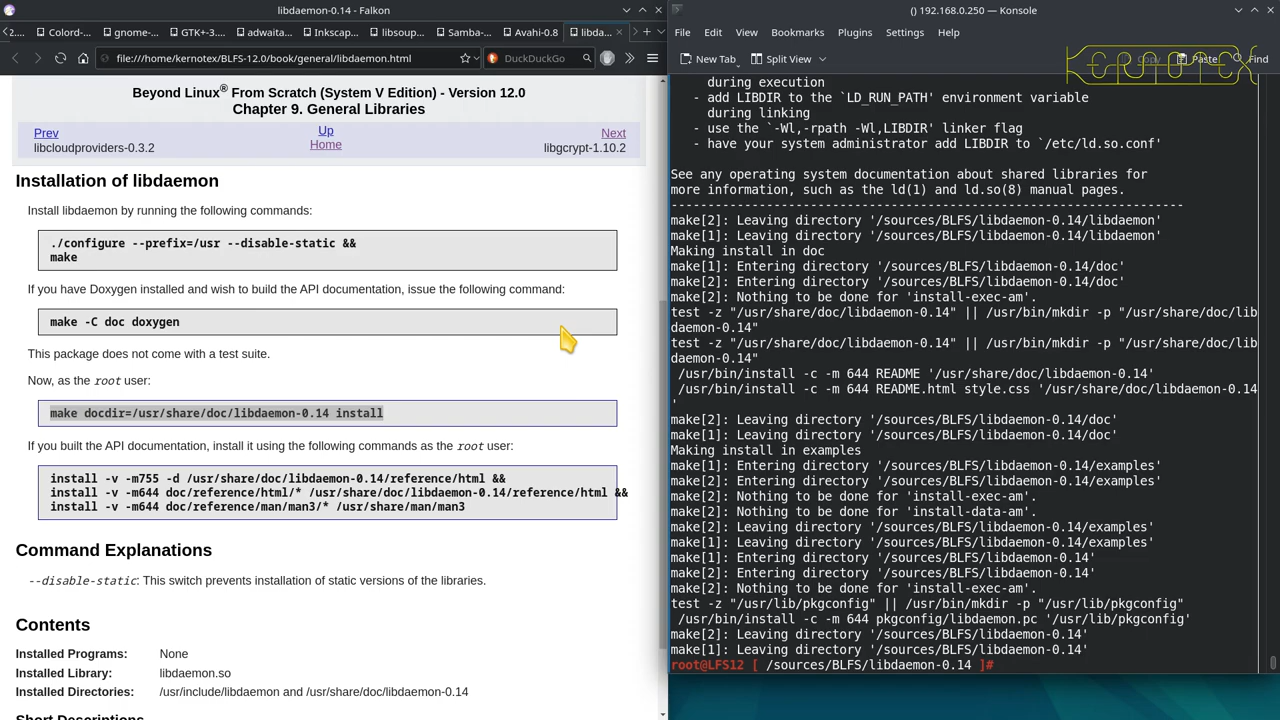 libdaemon-0.14 - Falkon
2.... Colord-... gnome-... GTK+-3.... adwaita... Inkscap... libsoup... Samba-... Avahi-0.8 libda...
file:///home/kernotex/BLFS-12.0/book/general/libdaemon.html
DuckDuckGo
Beyond Linux® From Scratch (System V Edition) - Version 12.0
Chapter 9. General Libraries
Prev Up Next
libcloudproviders-0.3.2 Home libgcrypt-1.10.2
Installation of libdaemon
Install libdaemon by running the following commands:
./configure --prefix=/usr --disable-static &&
make
If you have Doxygen installed and wish to build the API documentation, issue the following command:
make -C doc doxygen
This package does not come with a test suite.
Now, as the root user:
make docdir=/usr/share/doc/libdaemon-0.14 install
If you built the API documentation, install it using the following commands as the root user:
install -v -m755 -d /usr/share/doc/libdaemon-0.14/reference/html &&
install -v -m644 doc/reference/html/* /usr/share/doc/libdaemon-0.14/reference/html &&
install -v -m644 doc/reference/man/man3/* /usr/share/man/man3
Command Explanations
--disable-static: This switch prevents installation of static versions of the libraries.
Contents
Installed Programs: None
Installed Library: libdaemon.so
Installed Directories: /usr/include/libdaemon and /usr/share/doc/libdaemon-0.14
Short Descriptions
() 192.168.0.250 — Konsole
File Edit View Bookmarks Plugins Settings Help
New Tab Split View Copy Paste Find
KERNOTEX
during execution
- add LIBDIR to the `LD_RUN_PATH' environment variable
during linking
- use the `-Wl,-rpath -Wl,LIBDIR' linker flag
- have your system administrator add LIBDIR to `/etc/ld.so.conf'
See any operating system documentation about shared libraries for
more information, such as the ld(1) and ld.so(8) manual pages.
----------------------------------------------------------------------
make[2]: Leaving directory '/sources/BLFS/libdaemon-0.14/libdaemon'
make[1]: Leaving directory '/sources/BLFS/libdaemon-0.14/libdaemon'
Making install in doc
make[1]: Entering directory '/sources/BLFS/libdaemon-0.14/doc'
make[2]: Entering directory '/sources/BLFS/libdaemon-0.14/doc'
make[2]: Nothing to be done for 'install-exec-am'.
test -z "/usr/share/doc/libdaemon-0.14" || /usr/bin/mkdir -p "/usr/share/doc/lib
daemon-0.14"
test -z "/usr/share/doc/libdaemon-0.14" || /usr/bin/mkdir -p "/usr/share/doc/lib
daemon-0.14"
/usr/bin/install -c -m 644 README '/usr/share/doc/libdaemon-0.14'
/usr/bin/install -c -m 644 README.html style.css '/usr/share/doc/libdaemon-0.14
'
make[2]: Leaving directory '/sources/BLFS/libdaemon-0.14/doc'
make[1]: Leaving directory '/sources/BLFS/libdaemon-0.14/doc'
Making install in examples
make[1]: Entering directory '/sources/BLFS/libdaemon-0.14/examples'
make[2]: Entering directory '/sources/BLFS/libdaemon-0.14/examples'
make[2]: Nothing to be done for 'install-exec-am'.
make[2]: Nothing to be done for 'install-data-am'.
make[2]: Leaving directory '/sources/BLFS/libdaemon-0.14/examples'
make[1]: Leaving directory '/sources/BLFS/libdaemon-0.14/examples'
make[1]: Entering directory '/sources/BLFS/libdaemon-0.14'
make[2]: Entering directory '/sources/BLFS/libdaemon-0.14'
make[2]: Nothing to be done for 'install-exec-am'.
test -z "/usr/lib/pkgconfig" || /usr/bin/mkdir -p "/usr/lib/pkgconfig"
/usr/bin/install -c -m 644 pkgconfig/libdaemon.pc '/usr/lib/pkgconfig'
make[2]: Leaving directory '/sources/BLFS/libdaemon-0.14'
make[1]: Leaving directory '/sources/BLFS/libdaemon-0.14'
root@LFS12 [ /sources/BLFS/libdaemon-0.14 ]#